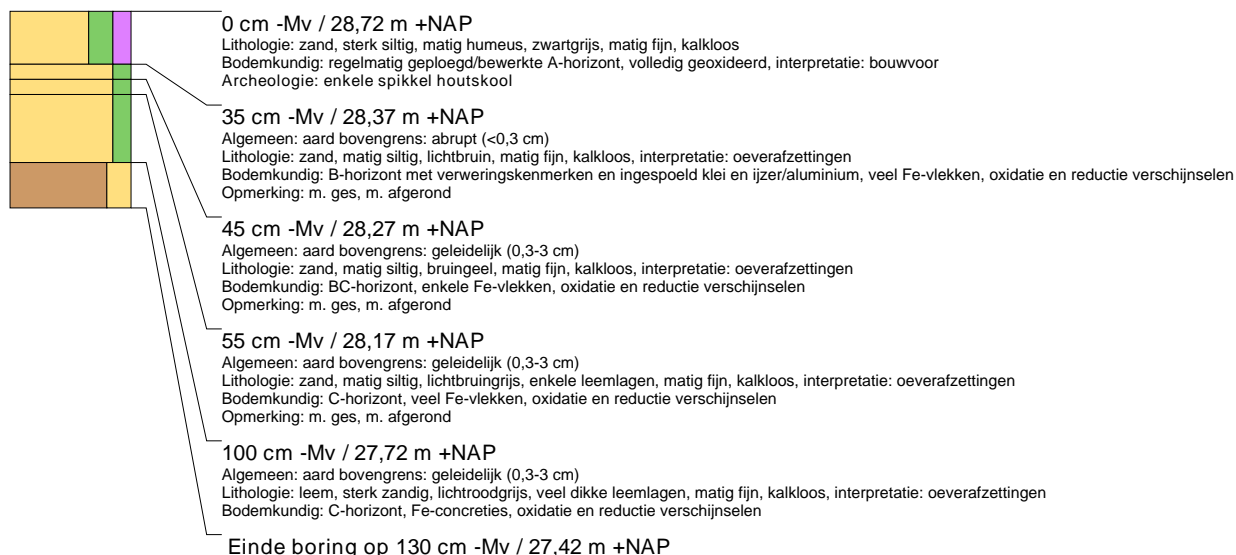 0 cm -Mv / 28,72 m +NAP
Lithologie: zand, sterk siltig, matig humeus, zwartgrijs, matig fijn, kalkloos
Bodemkundig: regelmatig geploegd/bewerkte A-horizont, volledig geoxideerd, interpretatie: bouwvoor
Archeologie: enkele spikkel houtskool
35 cm -Mv / 28,37 m +NAP
Algemeen: aard bovengrens: abrupt (<0,3 cm)
Lithologie: zand, matig siltig, lichtbruin, matig fijn, kalkloos, interpretatie: oeverafzettingen
Bodemkundig: B-horizont met verweringskenmerken en ingespoeld klei en ijzer/aluminium, veel Fe-vlekken, oxidatie en reductie verschijnselen
Opmerking: m. ges, m. afgerond
45 cm -Mv / 28,27 m +NAP
Algemeen: aard bovengrens: geleidelijk (0,3-3 cm)
Lithologie: zand, matig siltig, bruingeel, matig fijn, kalkloos, interpretatie: oeverafzettingen
Bodemkundig: BC-horizont, enkele Fe-vlekken, oxidatie en reductie verschijnselen
Opmerking: m. ges, m. afgerond
55 cm -Mv / 28,17 m +NAP
Algemeen: aard bovengrens: geleidelijk (0,3-3 cm)
Lithologie: zand, matig siltig, lichtbruingrijs, enkele leemlagen, matig fijn, kalkloos, interpretatie: oeverafzettingen
Bodemkundig: C-horizont, veel Fe-vlekken, oxidatie en reductie verschijnselen
Opmerking: m. ges, m. afgerond
100 cm -Mv / 27,72 m +NAP
Algemeen: aard bovengrens: geleidelijk (0,3-3 cm)
Lithologie: leem, sterk zandig, lichtroodgrijs, veel dikke leemlagen, matig fijn, kalkloos, interpretatie: oeverafzettingen
Bodemkundig: C-horizont, Fe-concreties, oxidatie en reductie verschijnselen
Einde boring op 130 cm -Mv / 27,42 m +NAP